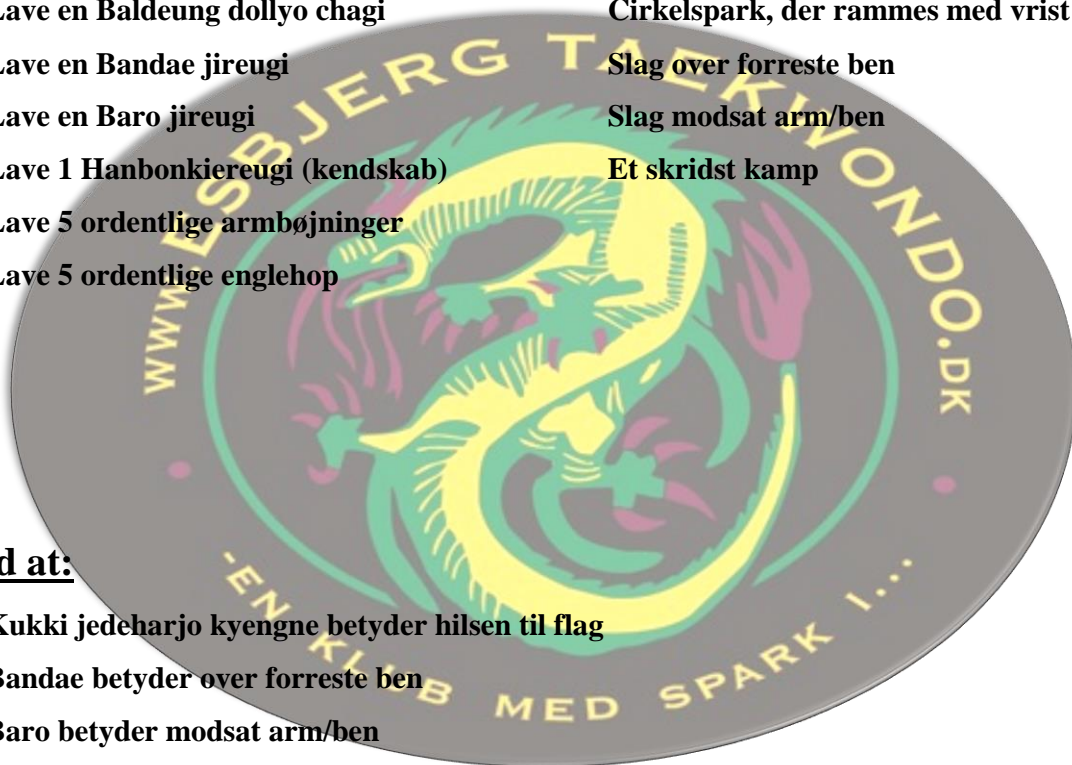 Lave en Baldeung dollyo chagi Cirkelspark, der rammes med vrist
Lave en Bandae jireugi Slag over forreste ben
Lave en Baro jireugi Slag modsat arm/ben
Lave 1 Hanbonkiereugi (kendskab) Et skridst kamp
Lave 5 ordentlige armbøjninger
Lave 5 ordentlige englehop
WWW.ESBJERG TAEKWONDO.DK
-EN KLUB MED SPARK I...
d at:
Kukki jedeharjo kyengne betyder hilsen til flag
Bandae betyder over forreste ben
Baro betyder modsat arm/ben